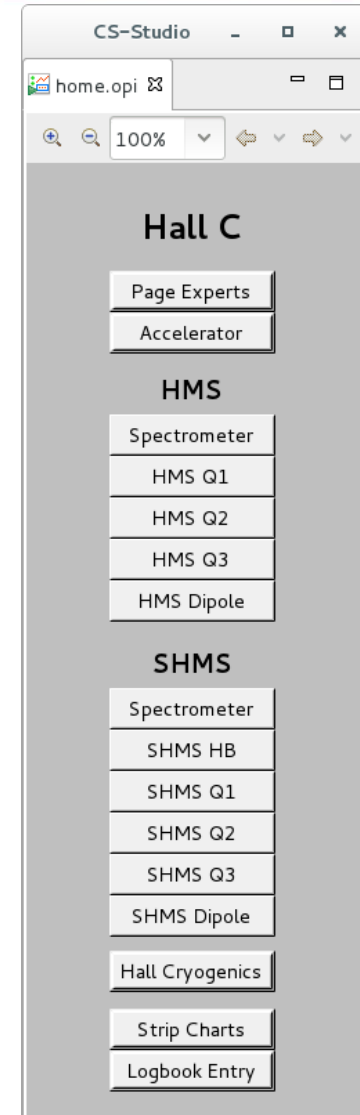 CS-Studio
home.opi
100%
Hall C
Page Experts
Accelerator
HMS
Spectrometer
HMS Q1
HMS Q2
HMS Q3
HMS Dipole
SHMS
Spectrometer
SHMS HB
SHMS Q1
SHMS Q2
SHMS Q3
SHMS Dipole
Hall Cryogenics
Strip Charts
Logbook Entry